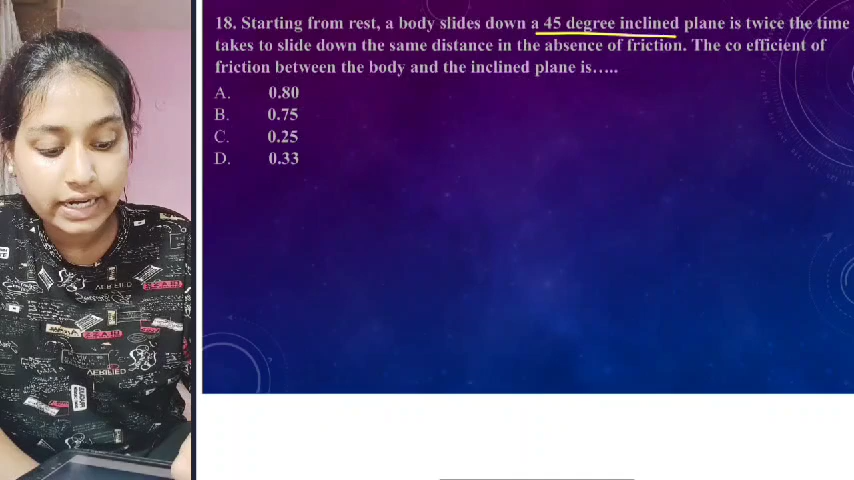 18. Starting from rest, a body slides down a 45 degree inclined plane is twice the time
takes to slide down the same distance in the absence of friction. The co efficient of
friction between the body and the inclined plane is…..
A. 0.80
B. 0.75
C. 0.25
D. 0.33
VERIFIED
VERIFIED